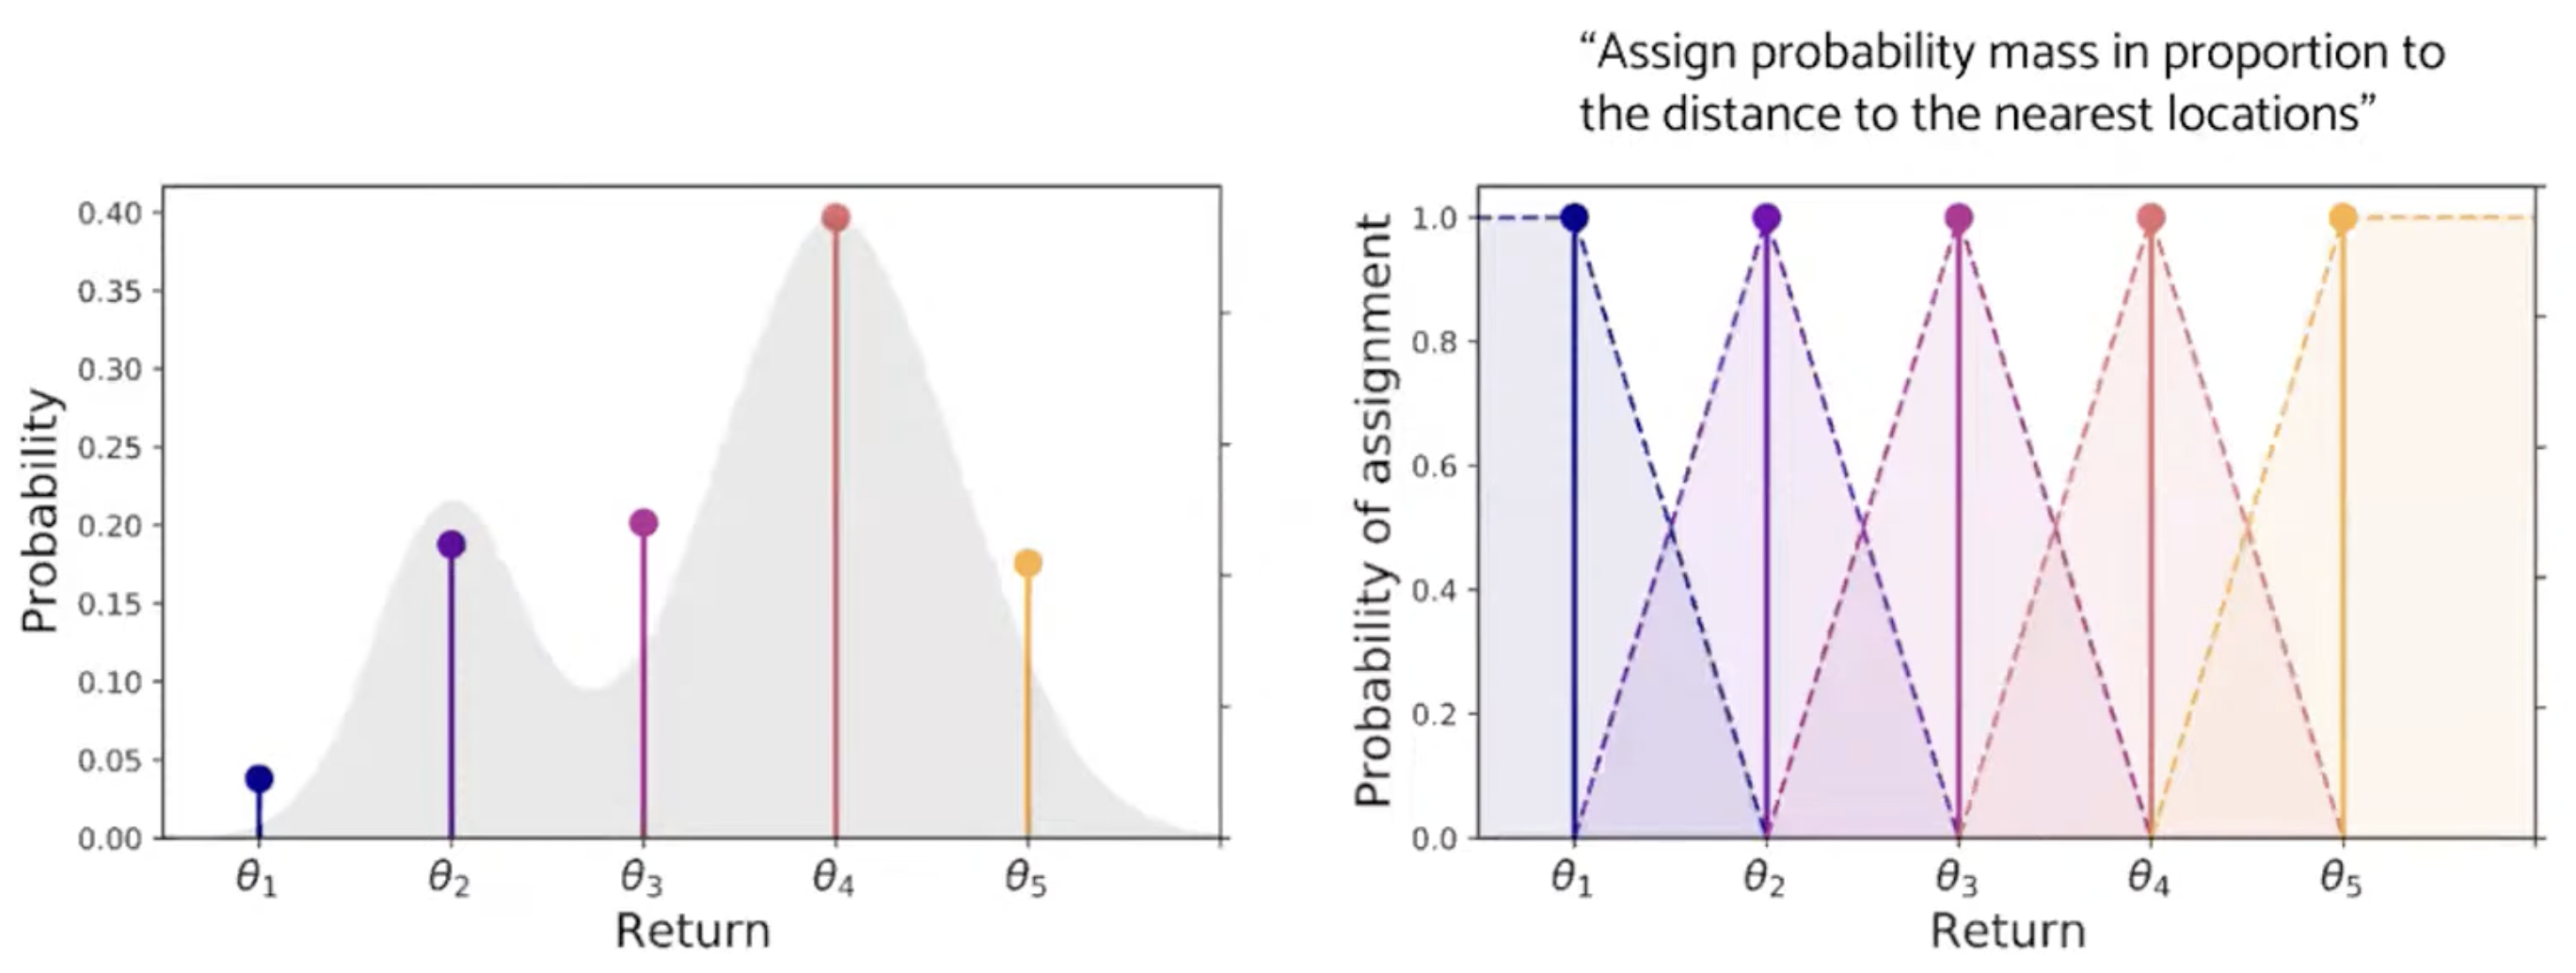 “Assign probability mass in proportion to
the distance to the nearest locations”
Probability
0.40
0.35
0.30
0.25
0.20
0.15
0.10
0.05
0.00
θ1 θ2 θ3 θ4 θ5
Return
Probability of assignment
1.0
0.8
0.6
0.4
0.2
0.0
θ1 θ2 θ3 θ4 θ5
Return